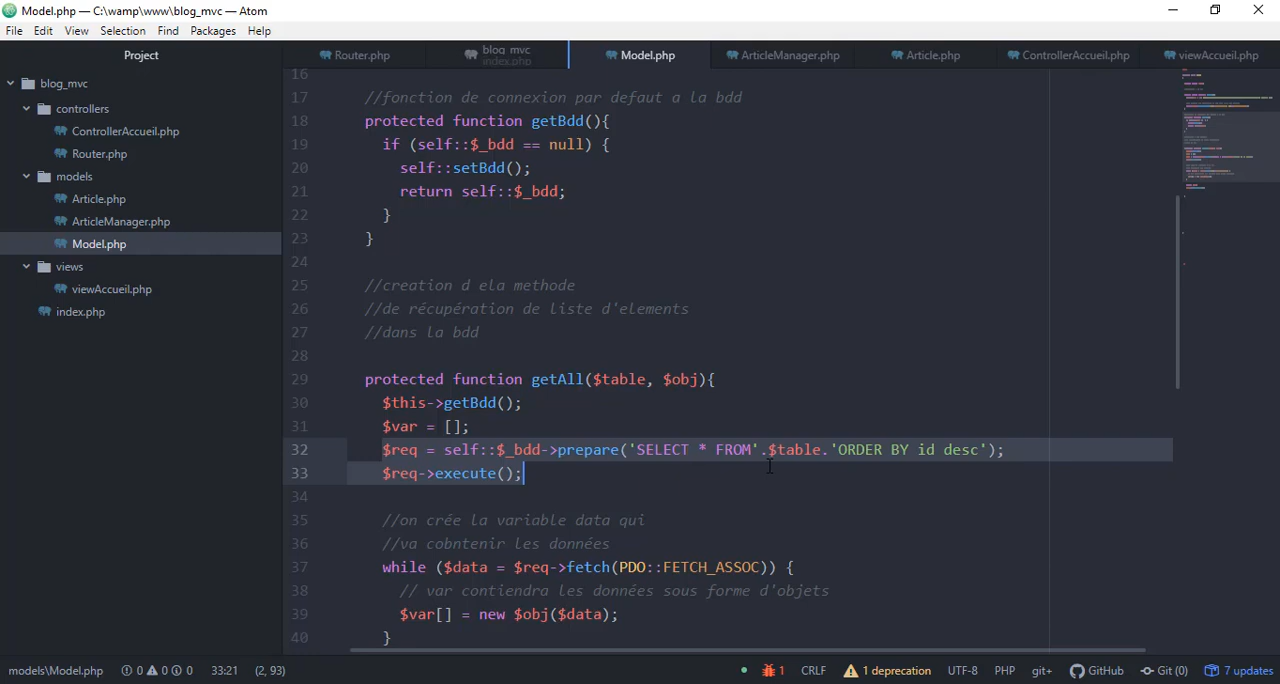 Model.php — C:\wamp\www\blog_mvc — Atom
File Edit View Selection Find Packages Help
Project
Router.php
blog_mvc
index.php
Model.php
ArticleManager.php
Article.php
ControllerAccueil.php
viewAccueil.php
blog_mvc
controllers
ControllerAccueil.php
Router.php
models
Article.php
ArticleManager.php
Model.php
views
viewAccueil.php
index.php
16
17 //fonction de connexion par defaut a la bdd
18 protected function getBdd(){
19 if (self::$_bdd == null) {
20 self::setBdd();
21 return self::$_bdd;
22 }
23 }
24
25 //creation d ela methode
26 //de récupération de liste d'elements
27 //dans la bdd
28
29 protected function getAll($table, $obj){
30 $this->getBdd();
31 $var = [];
32 $req = self::$_bdd->prepare('SELECT * FROM'.$table.'ORDER BY id desc');
33 $req->execute();
34
35 //on crée la variable data qui
36 //va cobntenir les données
37 while ($data = $req->fetch(PDO::FETCH_ASSOC)) {
38 // var contiendra les données sous forme d'objets
39 $var[] = new $obj($data);
40 }
models\Model.php 0 0 0 33:21 (2, 93) 1 CRLF 1 deprecation UTF-8 PHP git+ GitHub Git (0) 7 updates